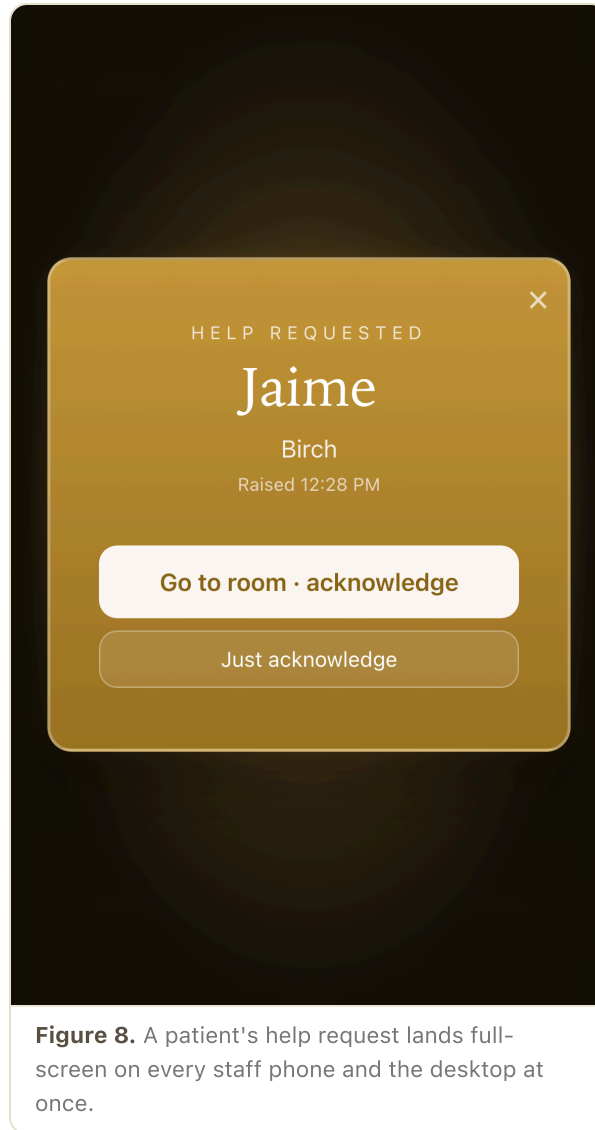 HELP REQUESTED
Jaime
Birch
Raised 12:28 PM
Go to room · acknowledge
Just acknowledge
Figure 8. A patient's help request lands full-
screen on every staff phone and the desktop at
once.